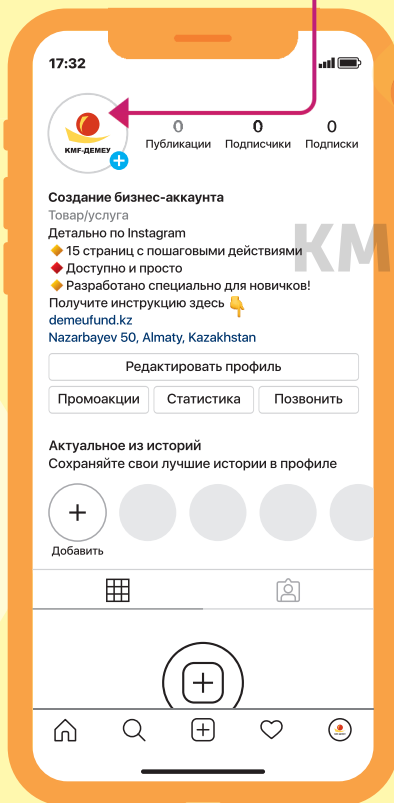 17:32
КМF-ДЕМЕУ
0 0 0
Публикации Подписчики Подписки
Создание бизнес-аккаунта
Товар/услуга
Детально по Instagram
15 страниц с пошаговыми действиями
Доступно и просто
Разработано специально для новичков!
Получите инструкцию здесь
demeufund.kz
Nazarbayev 50, Almaty, Kazakhstan
КМ
Редактировать профиль
Промоакции Статистика Позвонить
Актуальное из историй
Сохраняйте свои лучшие истории в профиле
Добавить